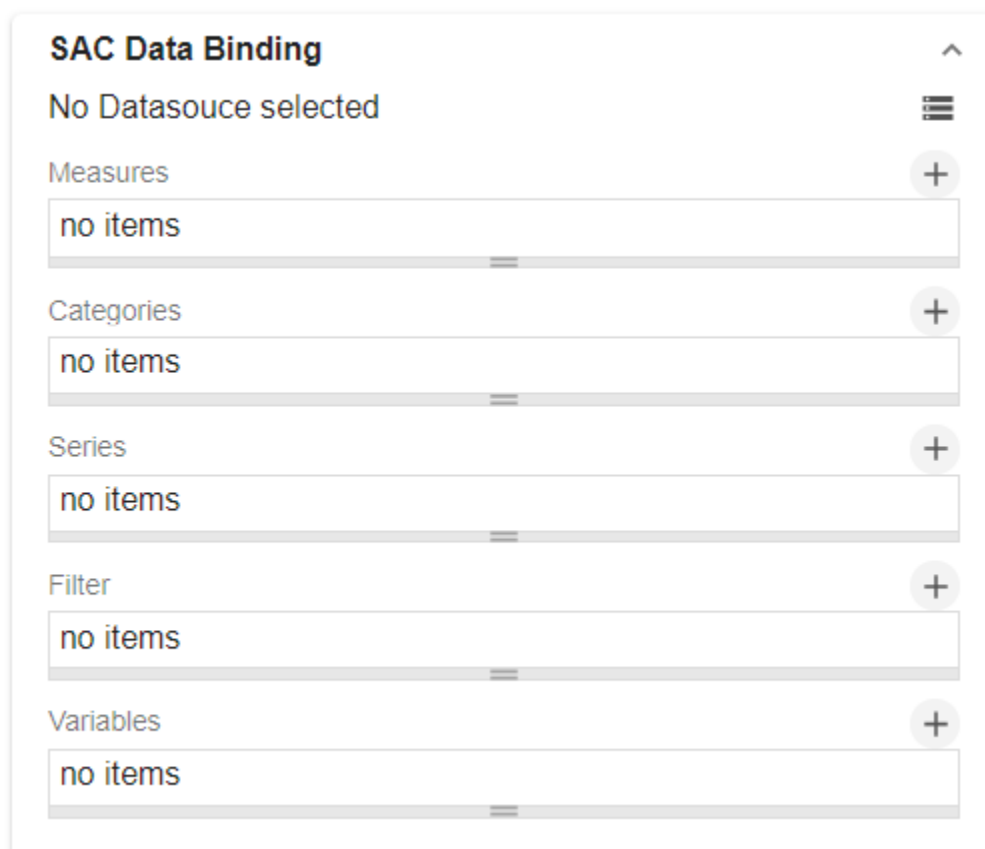 SAC Data Binding
No Datasouce selected
Measures
no items
Categories
no items
Series
no items
Filter
no items
Variables
no items